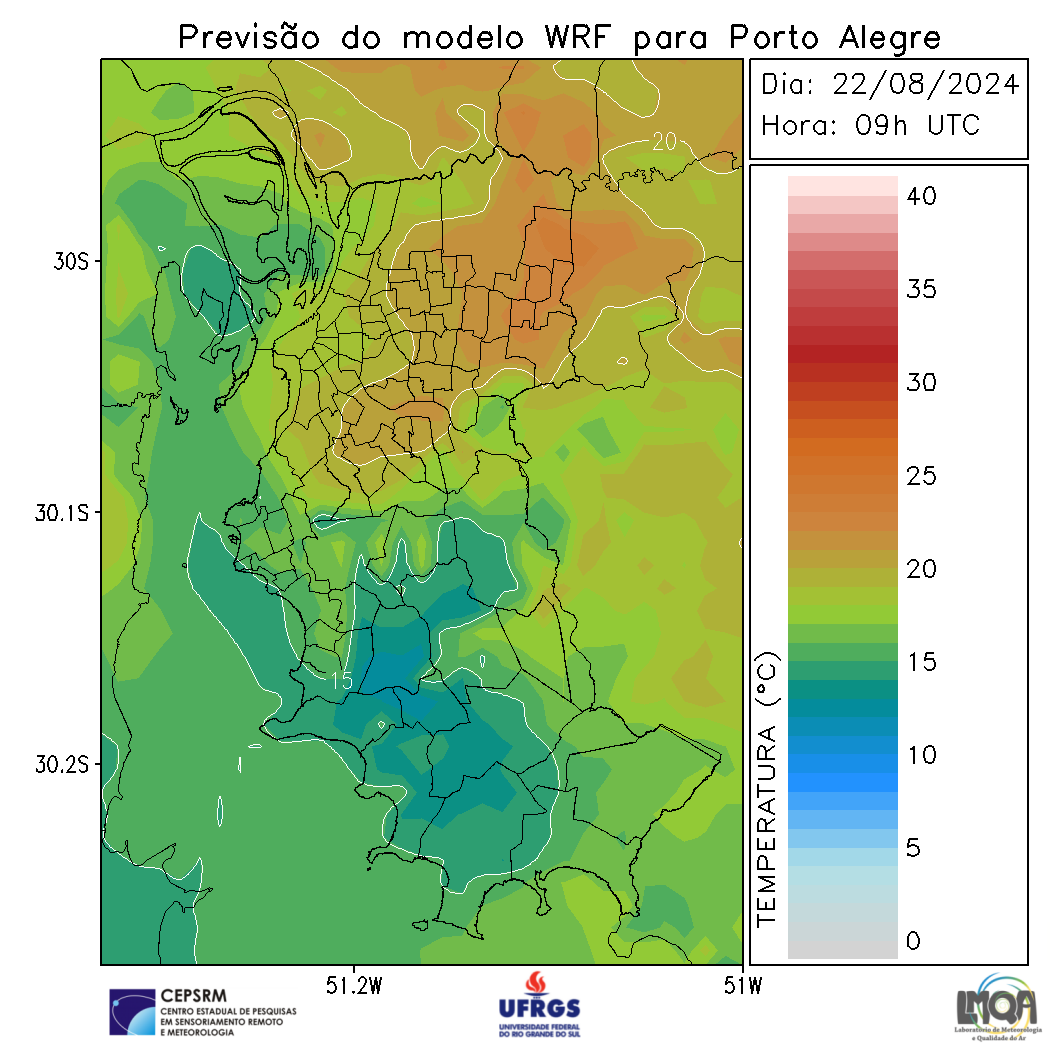 Previsão do modelo WRF para Porto Alegre
Dia: 22/08/2024
Hora: 09h UTC
20
15
30S
30.1S
30.2S
51.2W
51W
TEMPERATURA (°C)
40
35
30
25
20
15
10
5
0
CEPSRM
CENTRO ESTADUAL DE PESQUISAS
EM SENSORIAMENTO REMOTO
E METEOROLOGIA
UFRGS
UNIVERSIDADE FEDERAL
DO RIO GRANDE DO SUL
LMQA
Laboratório de Meteorologia
e Qualidade do Ar